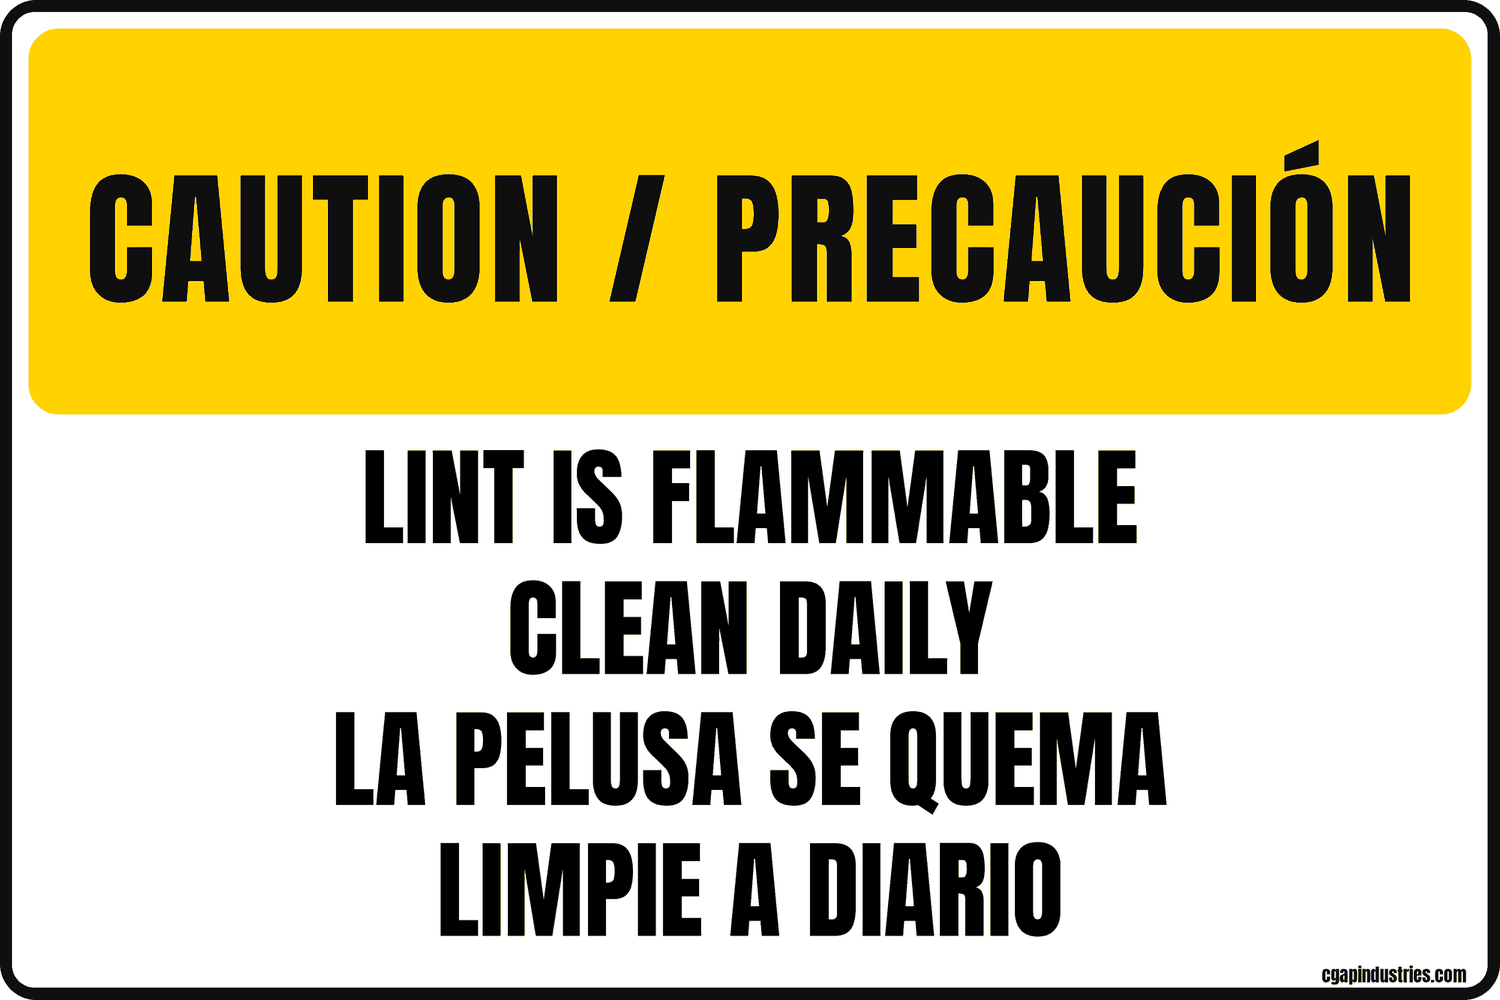 CAUTION / PRECAUCIÓN
LINT IS FLAMMABLE
CLEAN DAILY
LA PELUSA SE QUEMA
LIMPIE A DIARIO
cgapindustries.com